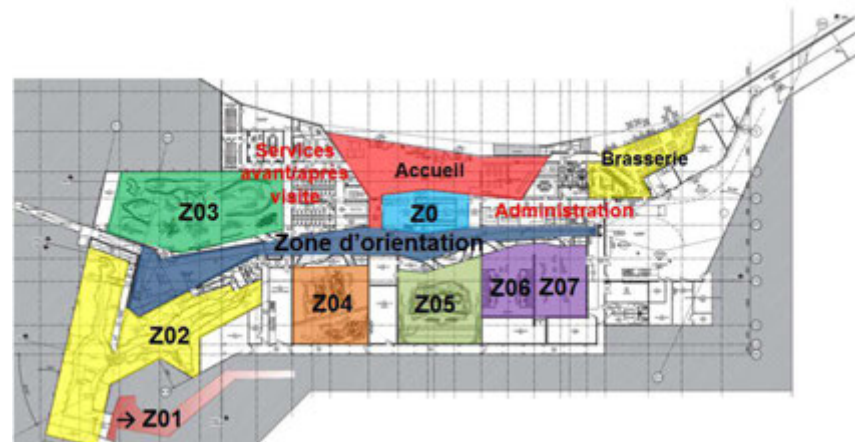 Services
avant/après
visite
Accueil
Brasserie
Z03
Z0
Administration
Zone d'orientation
Z04
Z05
Z06
Z07
Z02
→ Z01